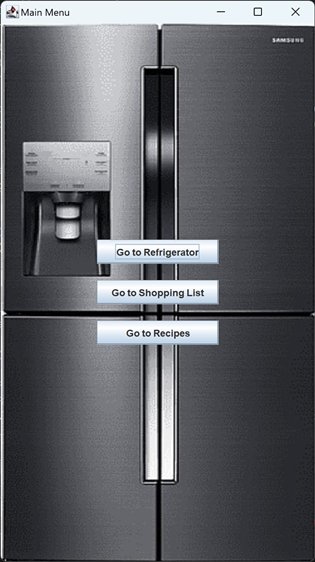 Main Menu
SAMSUNG
Go to Refrigerator
Go to Shopping List
Go to Recipes